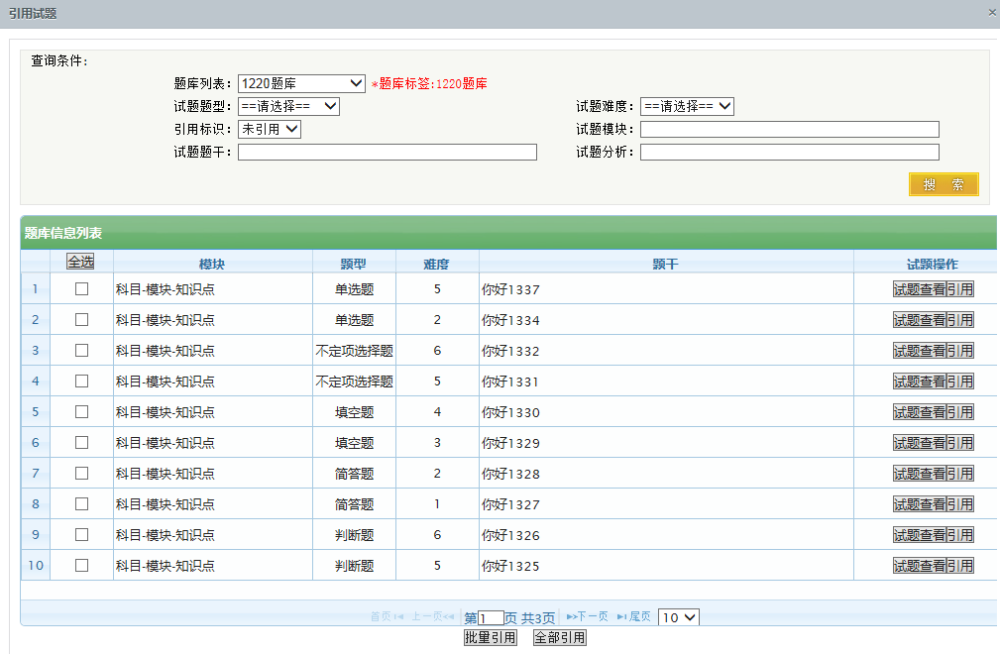 引用试题 ×
查询条件:
题库列表: 1220题库 *题库标签:1220题库
试题题型: ==请选择== 试题难度: ==请选择==
引用标识: 未引用 试题模块:
试题题干: 试题分析:
搜 索
题库信息列表
全选 模块 题型 难度 题干 试题操作
1 科目-模块-知识点 单选题 5 你好1337 试题查看 引用
2 科目-模块-知识点 单选题 2 你好1334 试题查看 引用
3 科目-模块-知识点 不定项选择题 6 你好1332 试题查看 引用
4 科目-模块-知识点 不定项选择题 5 你好1331 试题查看 引用
5 科目-模块-知识点 填空题 4 你好1330 试题查看 引用
6 科目-模块-知识点 填空题 3 你好1329 试题查看 引用
7 科目-模块-知识点 简答题 2 你好1328 试题查看 引用
8 科目-模块-知识点 简答题 1 你好1327 试题查看 引用
9 科目-模块-知识点 判断题 6 你好1326 试题查看 引用
10 科目-模块-知识点 判断题 5 你好1325 试题查看 引用
首页 上一页 第1页 共3页 下一页 尾页 10
批量引用 全部引用